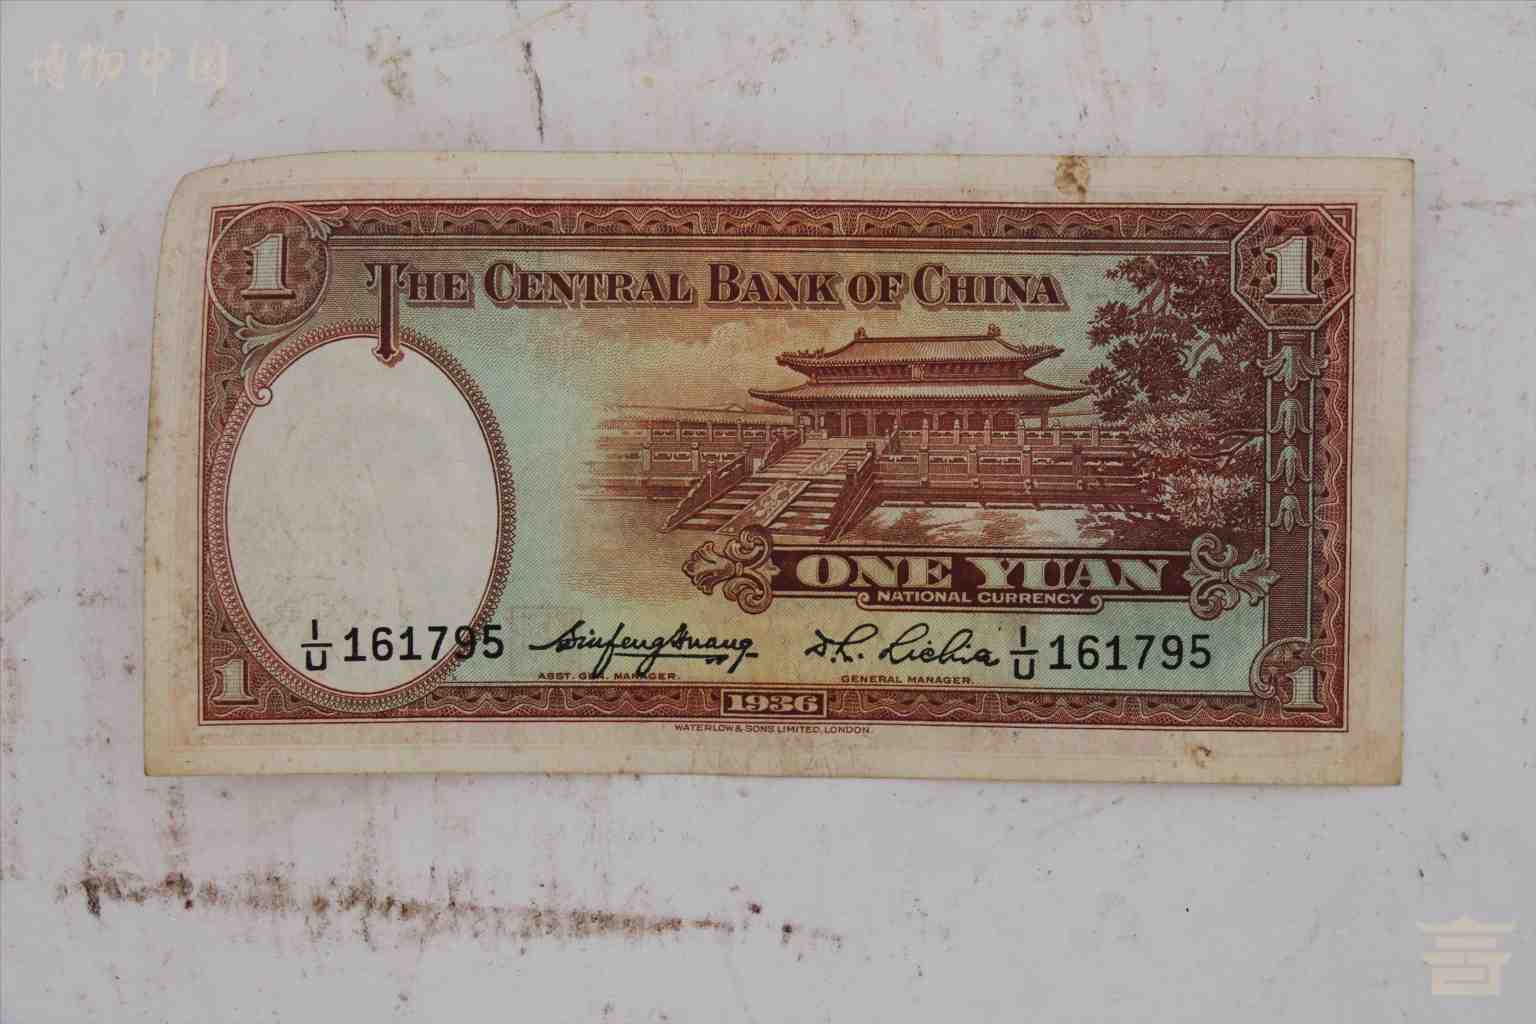 博物中国
1 1
THE CENTRAL BANK OF CHINA
ONE YUAN
NATIONAL CURRENCY
I/U 161795 I/U 161795
ASST. GEN. MANAGER. GENERAL MANAGER.
1 1936 1
WATERLOW & SONS LIMITED, LONDON.